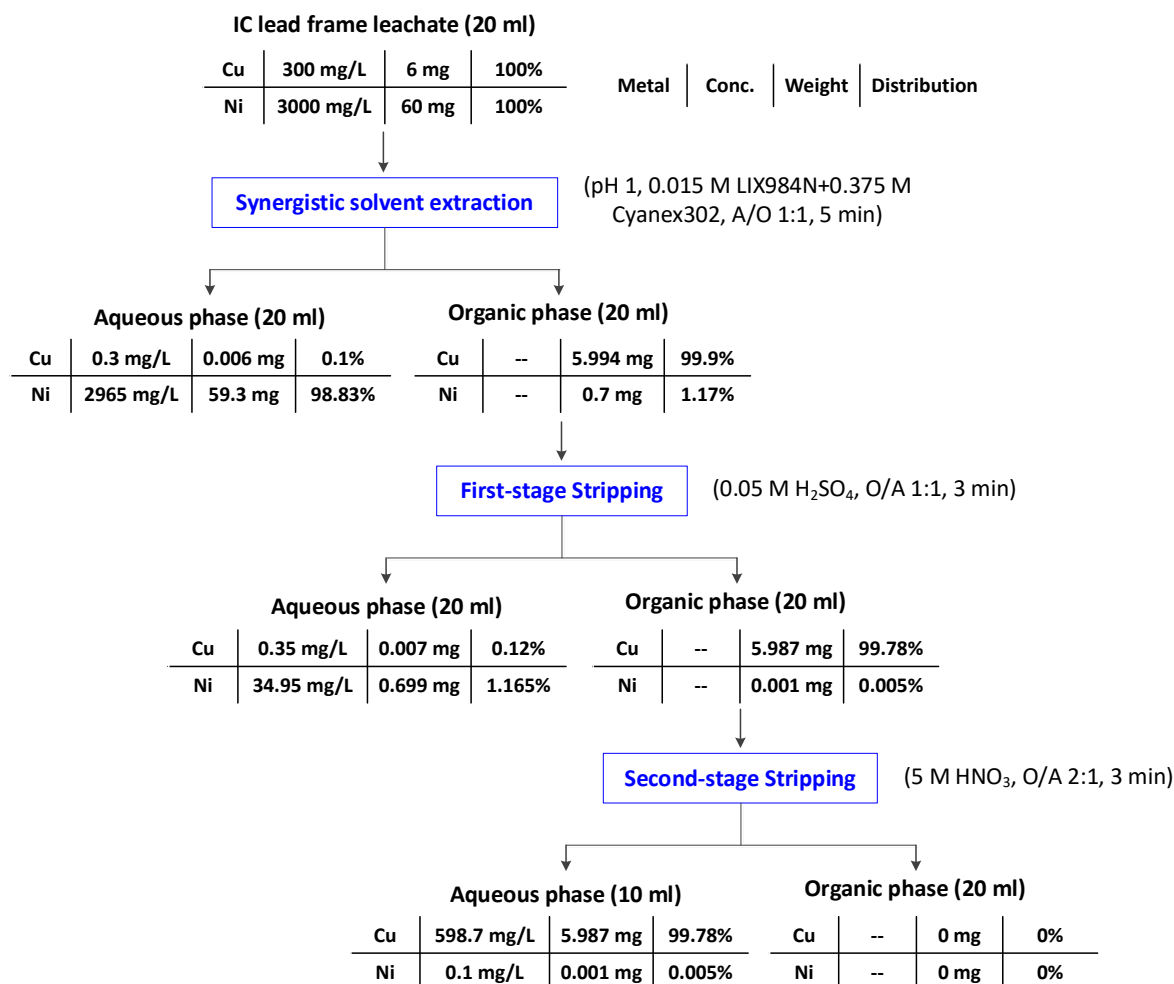 IC lead frame leachate (20 ml)
Cu 300 mg/L 6 mg 100%
Ni 3000 mg/L 60 mg 100%
Metal Conc. Weight Distribution
Synergistic solvent extraction
(pH 1, 0.015 M LIX984N+0.375 M
Cyanex302, A/O 1:1, 5 min)
Aqueous phase (20 ml)
Cu 0.3 mg/L 0.006 mg 0.1%
Ni 2965 mg/L 59.3 mg 98.83%
Organic phase (20 ml)
Cu -- 5.994 mg 99.9%
Ni -- 0.7 mg 1.17%
First-stage Stripping
(0.05 M H₂SO₄, O/A 1:1, 3 min)
Aqueous phase (20 ml)
Cu 0.35 mg/L 0.007 mg 0.12%
Ni 34.95 mg/L 0.699 mg 1.165%
Organic phase (20 ml)
Cu -- 5.987 mg 99.78%
Ni -- 0.001 mg 0.005%
Second-stage Stripping
(5 M HNO₃, O/A 2:1, 3 min)
Aqueous phase (10 ml)
Cu 598.7 mg/L 5.987 mg 99.78%
Ni 0.1 mg/L 0.001 mg 0.005%
Organic phase (20 ml)
Cu -- 0 mg 0%
Ni -- 0 mg 0%